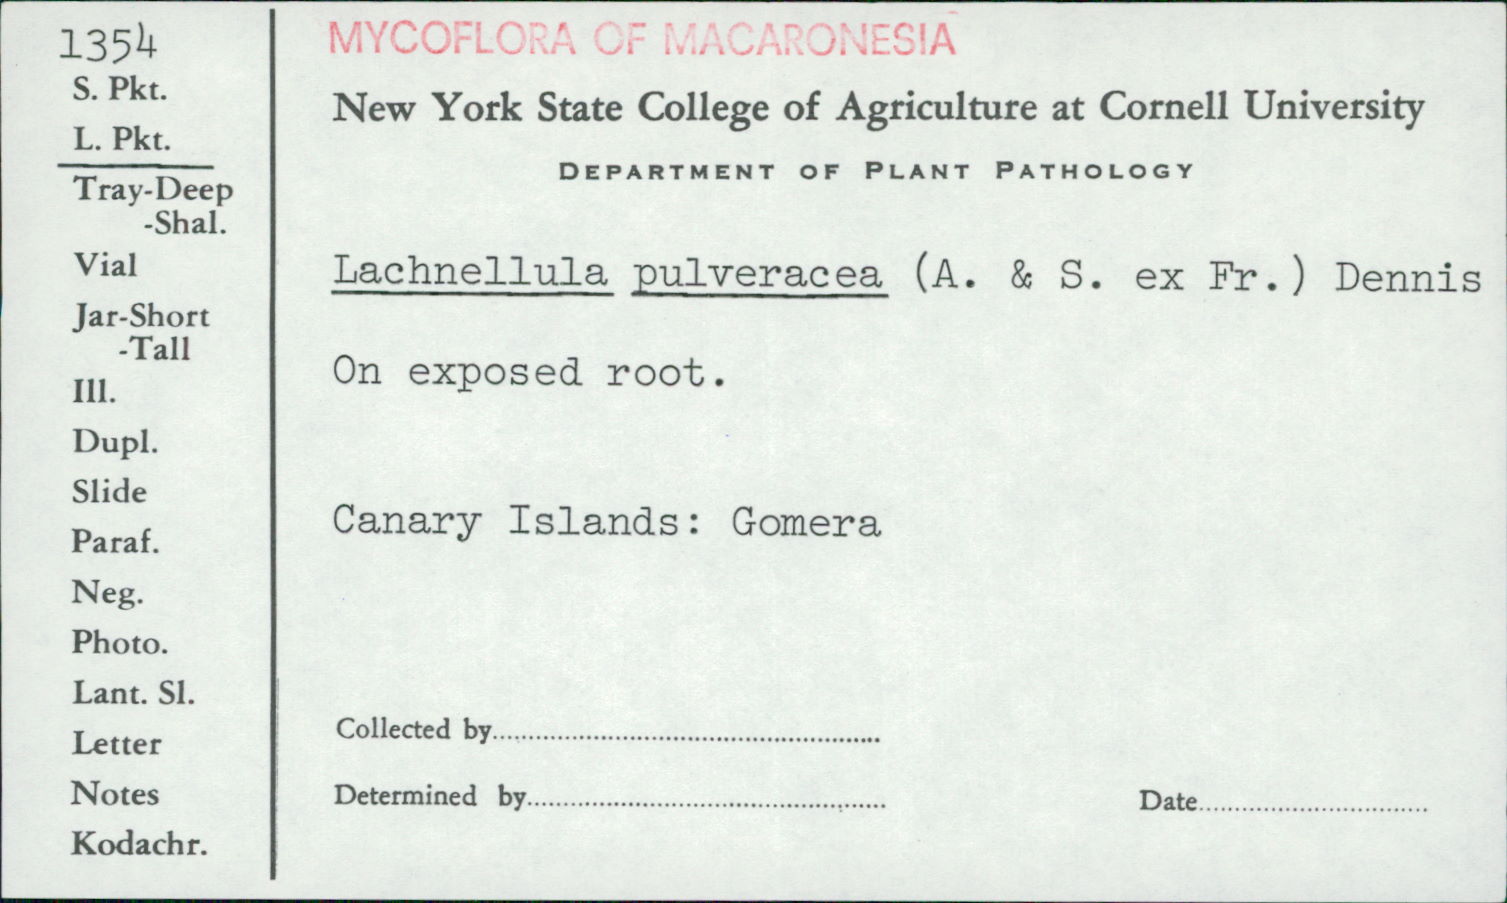 1354
S. Pkt.
L. Pkt.
Tray-Deep
-Shal.
Vial
Jar-Short
-Tall
Ill.
Dupl.
Slide
Paraf.
Neg.
Photo.
Lant. Sl.
Letter
Notes
Kodachr.
MYCOFLORA OF MACARONESIA
New York State College of Agriculture at Cornell University
DEPARTMENT OF PLANT PATHOLOGY
Lachnellula pulveracea (A. & S. ex Fr.) Dennis
On exposed root.
Canary Islands: Gomera
Collected by
Determined by
Date